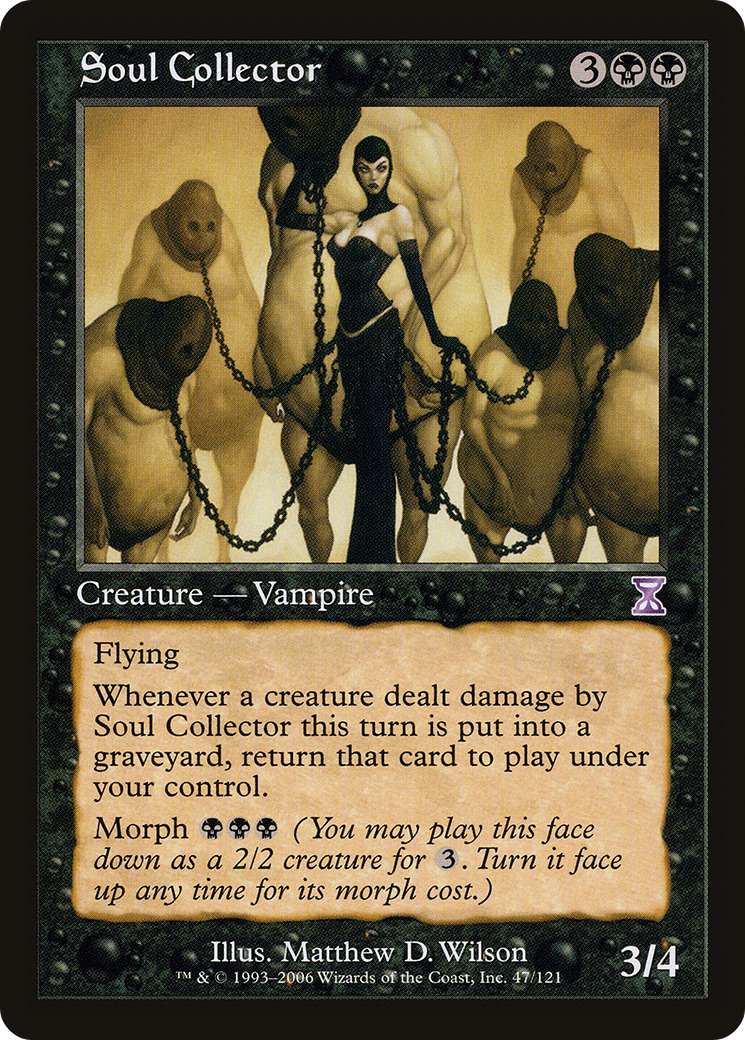 Soul Collector 3
Creature — Vampire
Flying
Whenever a creature dealt damage by
Soul Collector this turn is put into a
graveyard, return that card to play under
your control.
Morph (You may play this face
down as a 2/2 creature for 3. Turn it face
up any time for its morph cost.)
Illus. Matthew D. Wilson
™ & © 1993–2006 Wizards of the Coast, Inc. 47/121
3/4